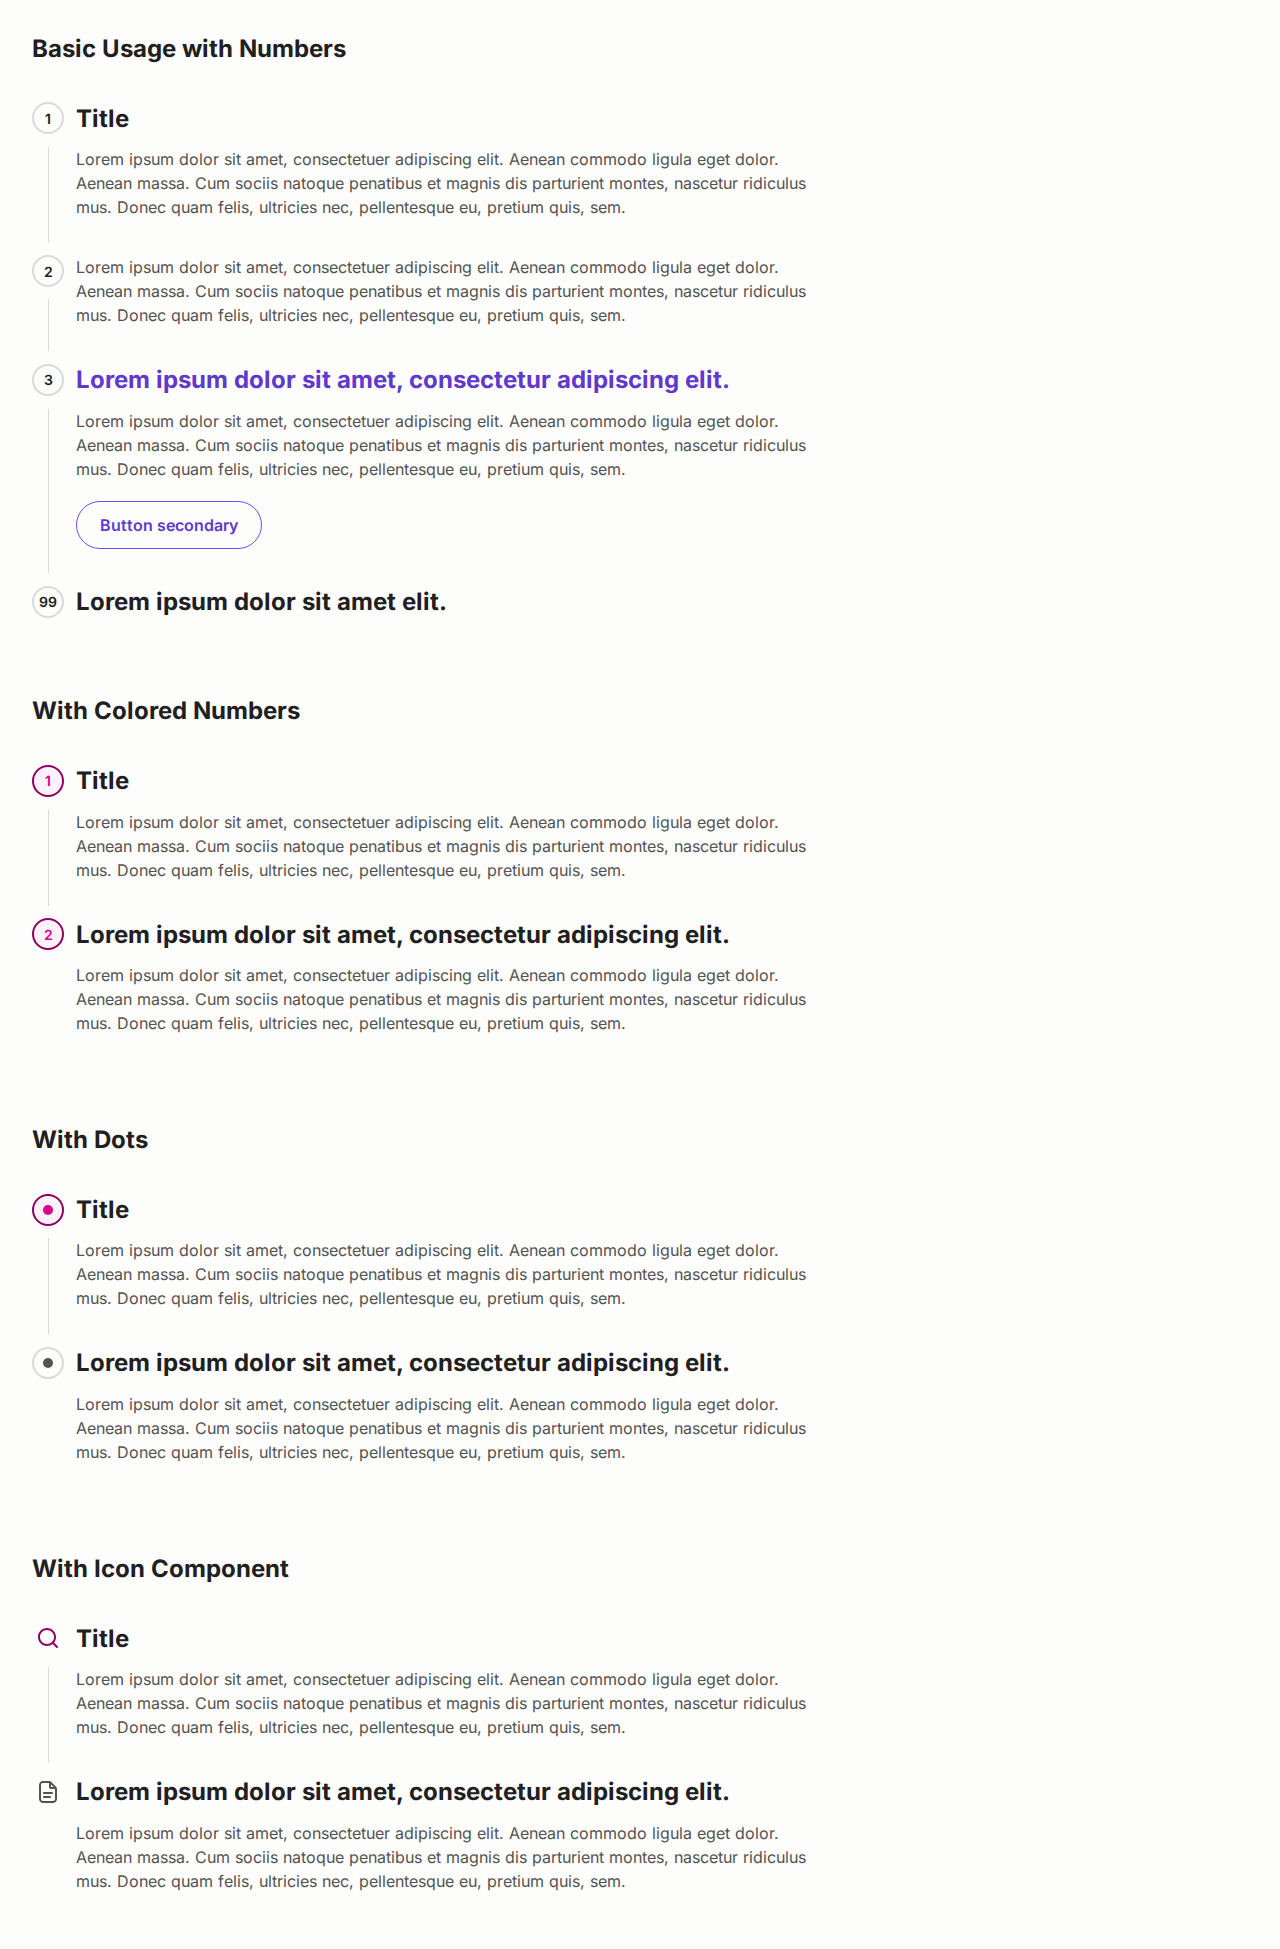 Basic Usage with Numbers
1 Title
Lorem ipsum dolor sit amet, consectetuer adipiscing elit. Aenean commodo ligula eget dolor.
Aenean massa. Cum sociis natoque penatibus et magnis dis parturient montes, nascetur ridiculus
mus. Donec quam felis, ultricies nec, pellentesque eu, pretium quis, sem.
2 Lorem ipsum dolor sit amet, consectetuer adipiscing elit. Aenean commodo ligula eget dolor.
Aenean massa. Cum sociis natoque penatibus et magnis dis parturient montes, nascetur ridiculus
mus. Donec quam felis, ultricies nec, pellentesque eu, pretium quis, sem.
3 Lorem ipsum dolor sit amet, consectetur adipiscing elit.
Lorem ipsum dolor sit amet, consectetuer adipiscing elit. Aenean commodo ligula eget dolor.
Aenean massa. Cum sociis natoque penatibus et magnis dis parturient montes, nascetur ridiculus
mus. Donec quam felis, ultricies nec, pellentesque eu, pretium quis, sem.
Button secondary
99 Lorem ipsum dolor sit amet elit.
With Colored Numbers
1 Title
Lorem ipsum dolor sit amet, consectetuer adipiscing elit. Aenean commodo ligula eget dolor.
Aenean massa. Cum sociis natoque penatibus et magnis dis parturient montes, nascetur ridiculus
mus. Donec quam felis, ultricies nec, pellentesque eu, pretium quis, sem.
2 Lorem ipsum dolor sit amet, consectetur adipiscing elit.
Lorem ipsum dolor sit amet, consectetuer adipiscing elit. Aenean commodo ligula eget dolor.
Aenean massa. Cum sociis natoque penatibus et magnis dis parturient montes, nascetur ridiculus
mus. Donec quam felis, ultricies nec, pellentesque eu, pretium quis, sem.
With Dots
Title
Lorem ipsum dolor sit amet, consectetuer adipiscing elit. Aenean commodo ligula eget dolor.
Aenean massa. Cum sociis natoque penatibus et magnis dis parturient montes, nascetur ridiculus
mus. Donec quam felis, ultricies nec, pellentesque eu, pretium quis, sem.
Lorem ipsum dolor sit amet, consectetur adipiscing elit.
Lorem ipsum dolor sit amet, consectetuer adipiscing elit. Aenean commodo ligula eget dolor.
Aenean massa. Cum sociis natoque penatibus et magnis dis parturient montes, nascetur ridiculus
mus. Donec quam felis, ultricies nec, pellentesque eu, pretium quis, sem.
With Icon Component
Title
Lorem ipsum dolor sit amet, consectetuer adipiscing elit. Aenean commodo ligula eget dolor.
Aenean massa. Cum sociis natoque penatibus et magnis dis parturient montes, nascetur ridiculus
mus. Donec quam felis, ultricies nec, pellentesque eu, pretium quis, sem.
Lorem ipsum dolor sit amet, consectetur adipiscing elit.
Lorem ipsum dolor sit amet, consectetuer adipiscing elit. Aenean commodo ligula eget dolor.
Aenean massa. Cum sociis natoque penatibus et magnis dis parturient montes, nascetur ridiculus
mus. Donec quam felis, ultricies nec, pellentesque eu, pretium quis, sem.